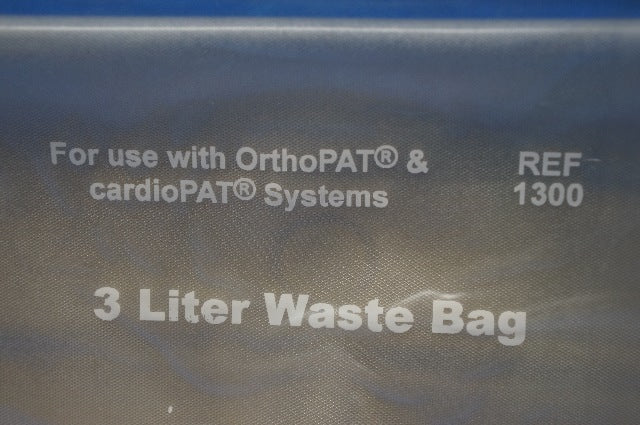 For use with OrthoPAT® &
cardioPAT® Systems
REF
1300
3 Liter Waste Bag